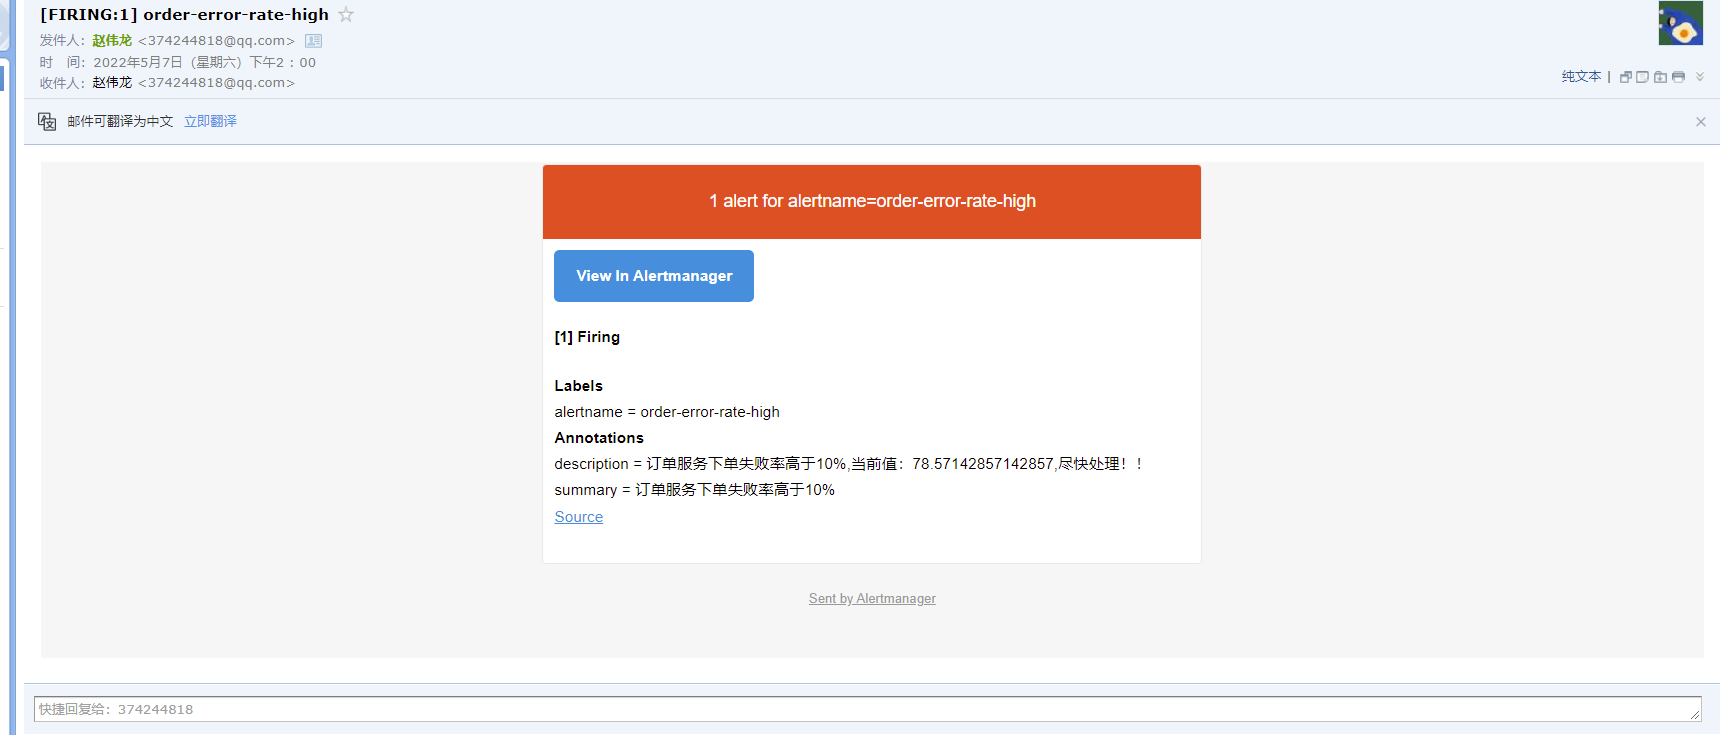 [FIRING:1] order-error-rate-high
发件人：赵伟龙 <374244818@qq.com>
时 间：2022年5月7日（星期六）下午2：00
收件人：赵伟龙 <374244818@qq.com>
纯文本 |
邮件可翻译为中文 立即翻译
1 alert for alertname=order-error-rate-high
View In Alertmanager
[1] Firing
Labels
alertname = order-error-rate-high
Annotations
description = 订单服务下单失败率高于10%,当前值：78.57142857142857,尽快处理！！
summary = 订单服务下单失败率高于10%
Source
Sent by Alertmanager
快捷回复给：374244818